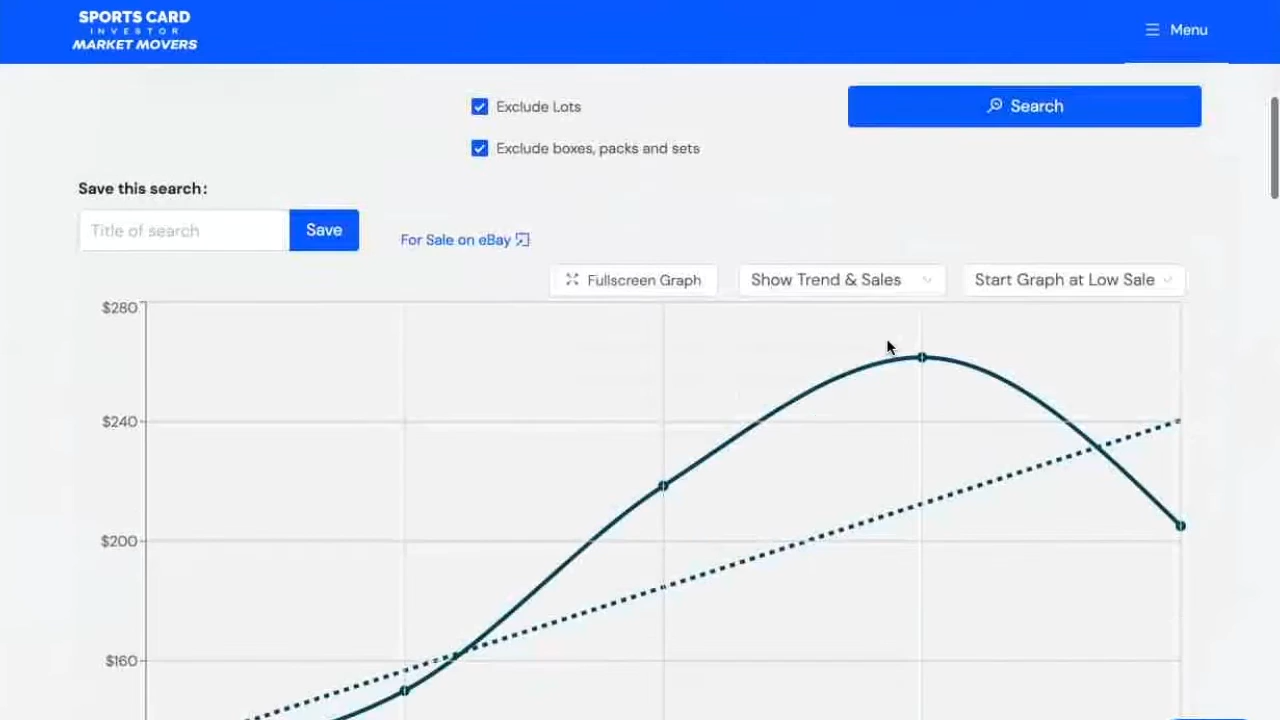 SPORTS CARD
INVESTOR
MARKET MOVERS
Menu
Exclude Lots
Search
Exclude boxes, packs and sets
Save this search:
Title of search
Save
For Sale on eBay
Fullscreen Graph
Show Trend & Sales
Start Graph at Low Sale
$280
$240
$200
$160